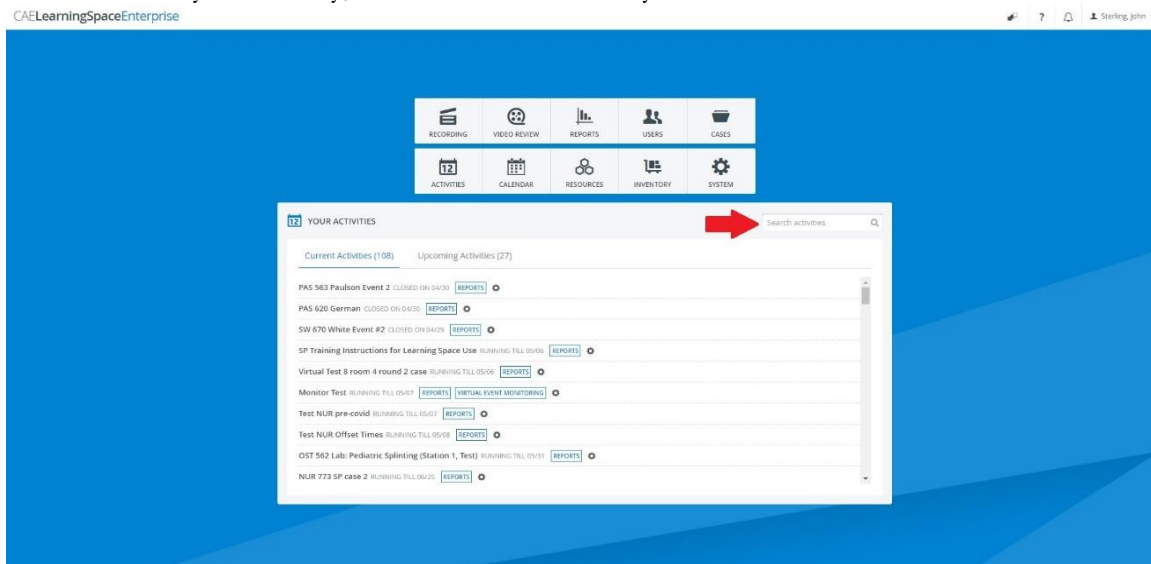 CAELearningSpaceEnterprise ? Sterling, John
RECORDING VIDEO REVIEW REPORTS USERS CASES
12
ACTIVITIES CALENDAR RESOURCES INVENTORY SYSTEM
12 YOUR ACTIVITIES Search activities
Current Activities (108) Upcoming Activities (27)
PAS 563 Paulson Event 2 CLOSED ON 04/30 REPORTS
PAS 620 German CLOSED ON 04/30 REPORTS
SW 670 White Event #2 CLOSED ON 04/29 REPORTS
SP Training Instructions for Learning Space Use RUNNING TILL 05/06 REPORTS
Virtual Test 8 room 4 round 2 case RUNNING TILL 05/06 REPORTS
Monitor Test RUNNING TILL 05/07 REPORTS VIRTUAL EVENT MONITORING
Test NUR pre-covid RUNNING TILL 05/07 REPORTS
Test NUR Offset Times RUNNING TILL 05/08 REPORTS
OST 562 Lab: Pediatric Splinting (Station 1, Test) RUNNING TILL 05/31 REPORTS
NUR 773 SP case 2 RUNNING TILL 06/25 REPORTS